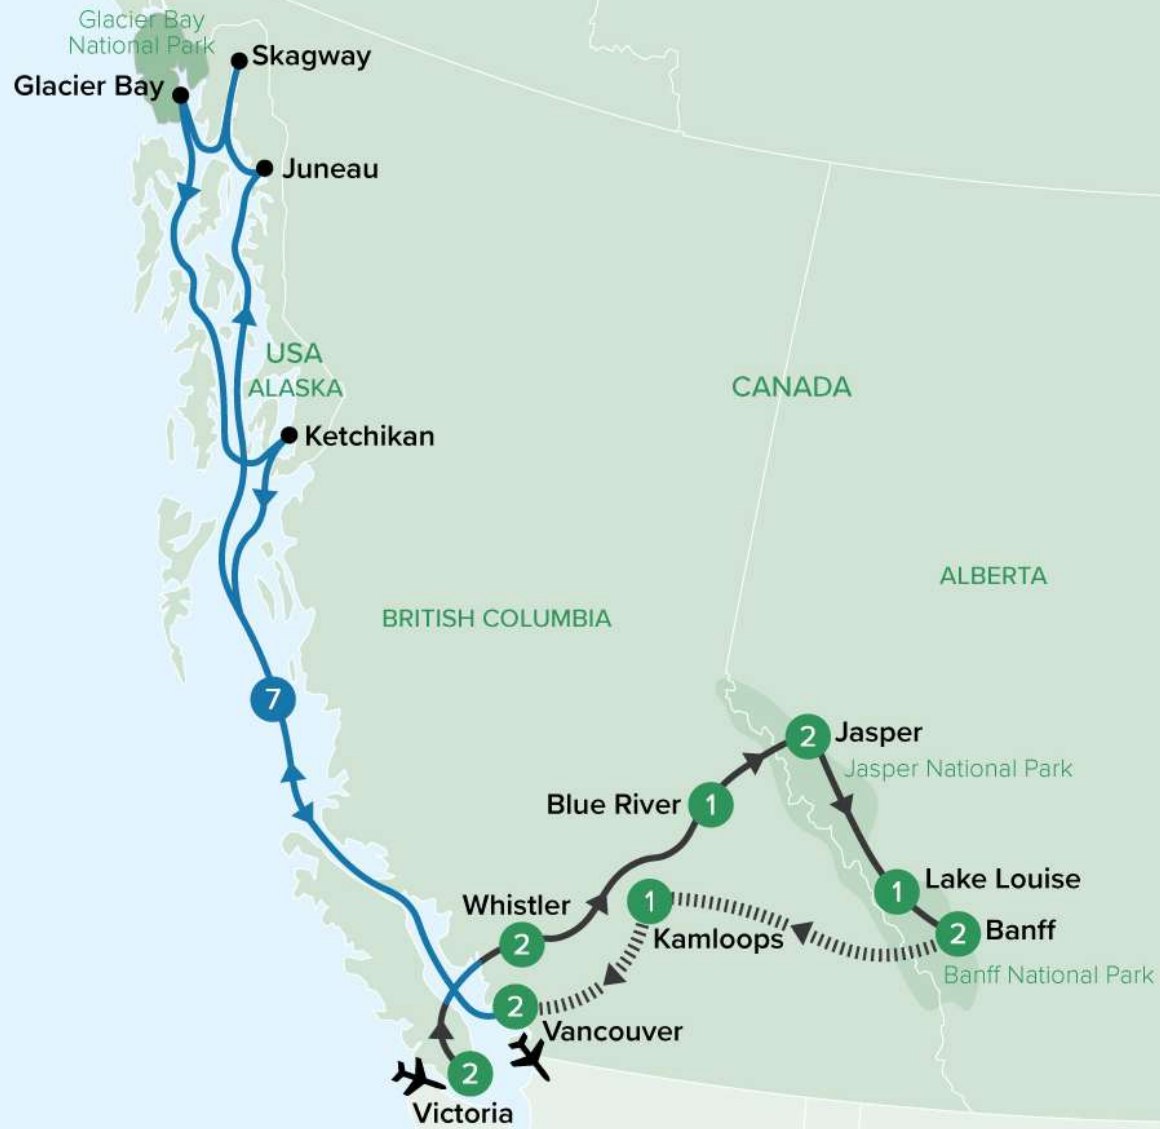 Glacier Bay
National Park
Skagway
Glacier Bay
Juneau
USA
ALASKA
CANADA
Ketchikan
ALBERTA
BRITISH COLUMBIA
7
2
Jasper
Jasper National Park
Blue River
1
1
Lake Louise
Whistler
1
2
Kamloops
2
Banff
Banff National Park
2
Vancouver
2
Victoria